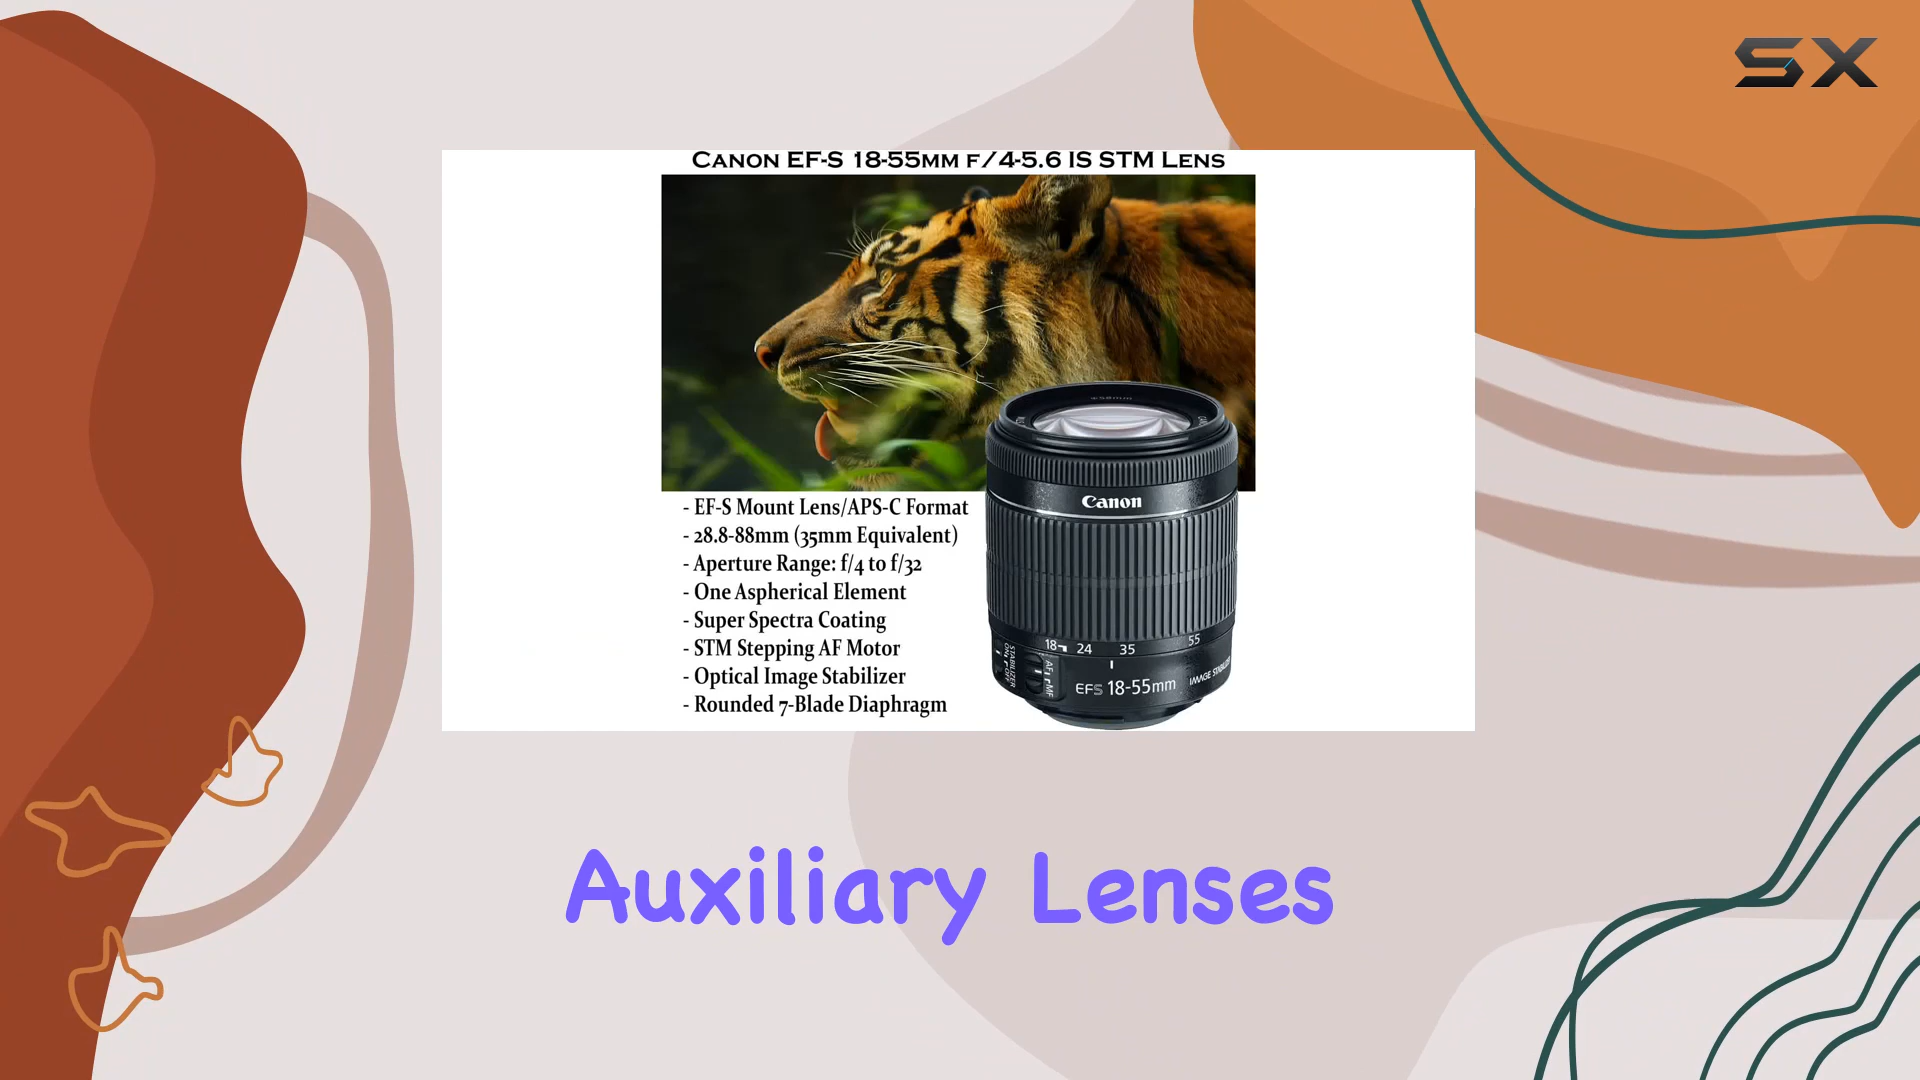 SX
CANON EF-S 18-55MM F/4-5.6 IS STM LENS
- EF-S Mount Lens/APS-C Format
- 28.8-88mm (35mm Equivalent)
- Aperture Range: f/4 to f/32
- One Aspherical Element
- Super Spectra Coating
- STM Stepping AF Motor
- Optical Image Stabilizer
- Rounded 7-Blade Diaphragm
Φ58mm
Canon
18 24 35 55
STABILIZER
ON OFF
AF MF
EFS 18-55mm
IMAGE STABILIZER
Auxiliary Lenses